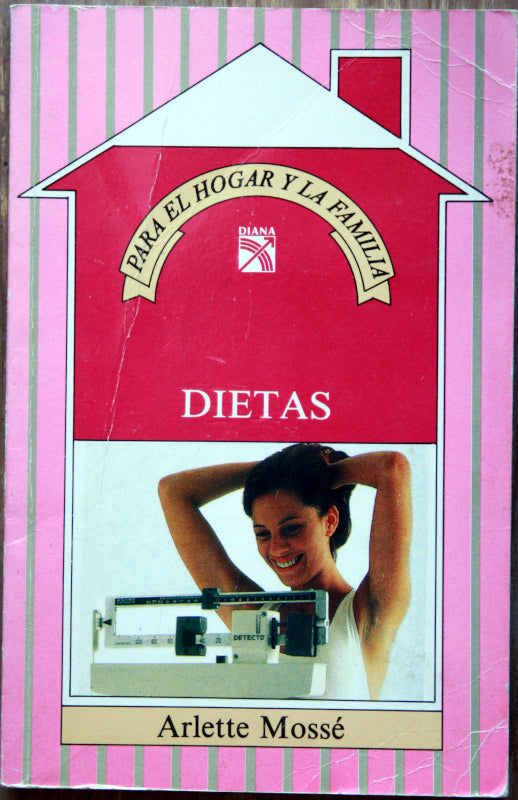 PARA EL HOGAR Y LA FAMILIA
DIANA
DIETAS
DETECTO
Arlette Mossé